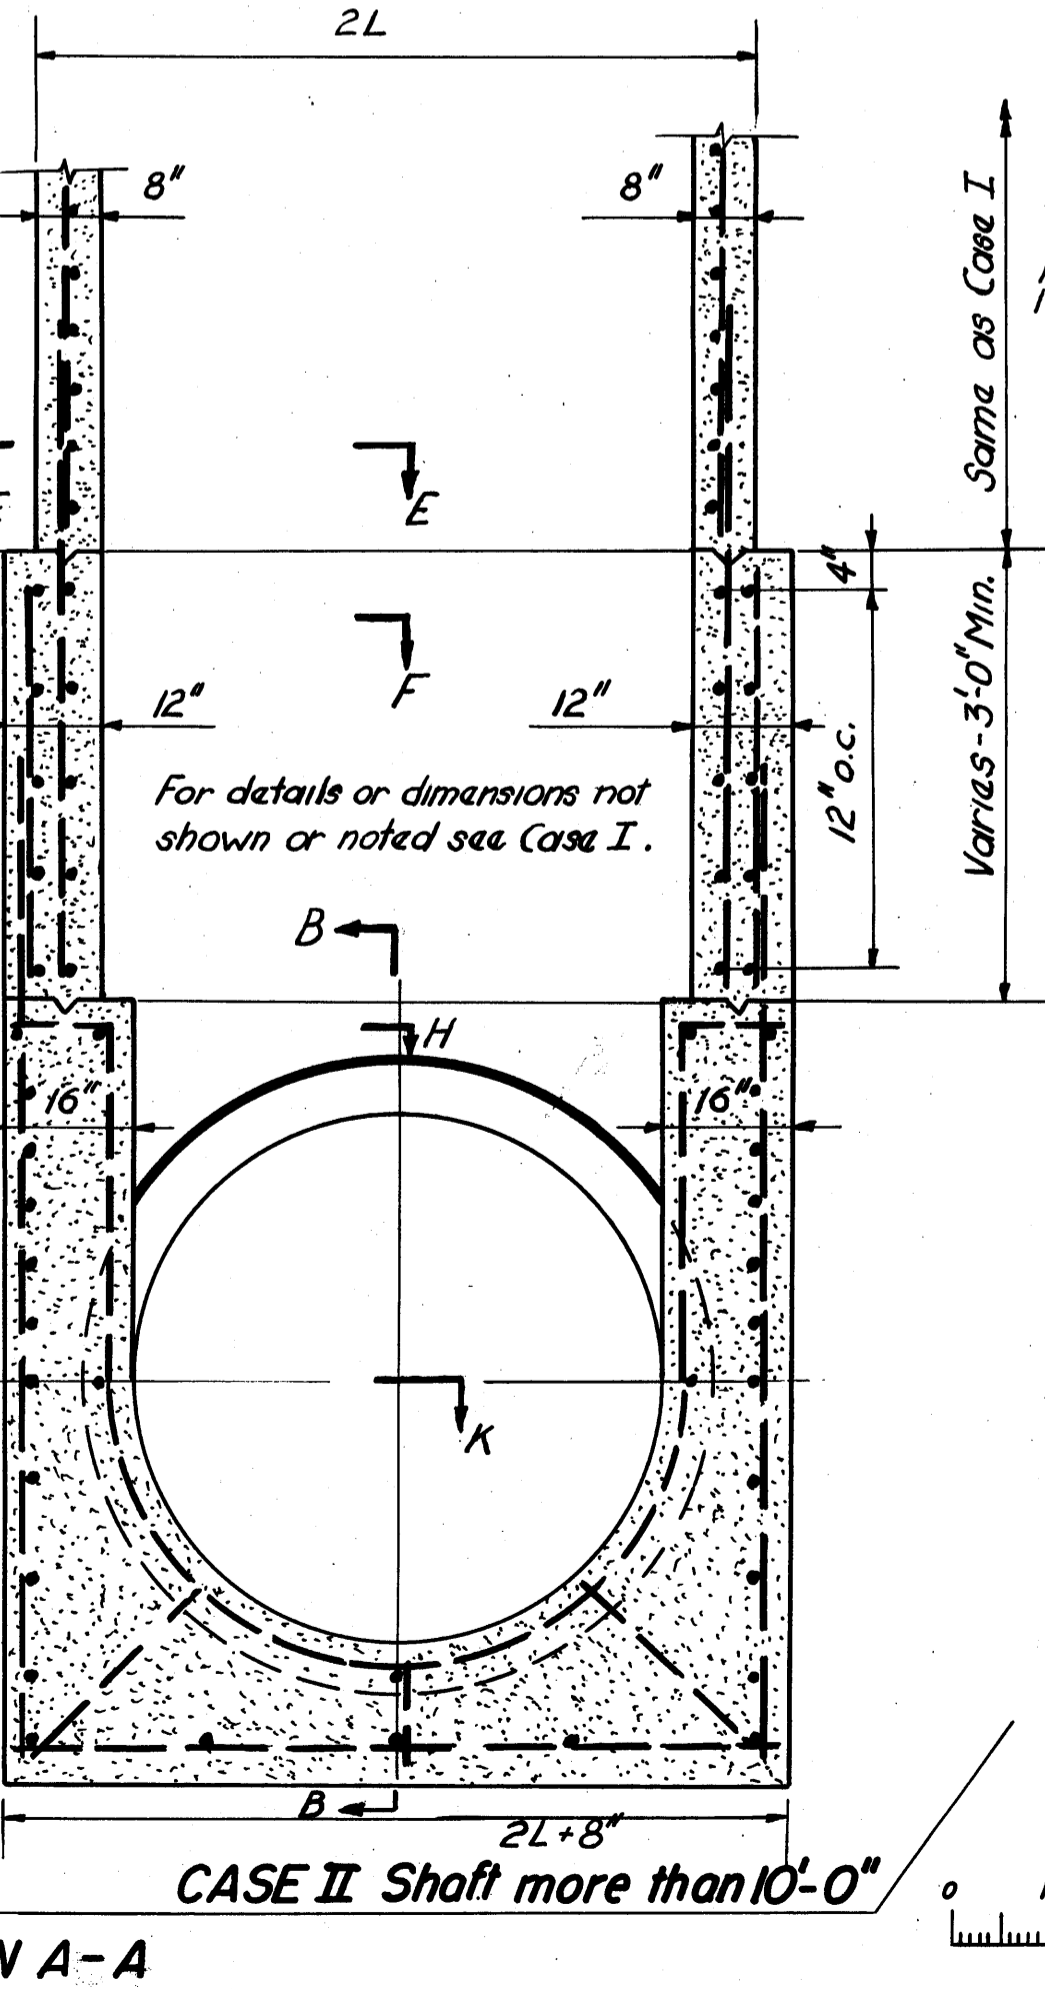 2L
8"
8"
Same as Case I
E
4"
F
12"
12"
12" o.c.
Varies-3'-0" Min.
For details or dimensions not
shown or noted see Case I.
B
H
16"
16"
K
B
2L+8"
CASE II Shaft more than 10'-0"
0
N A-A